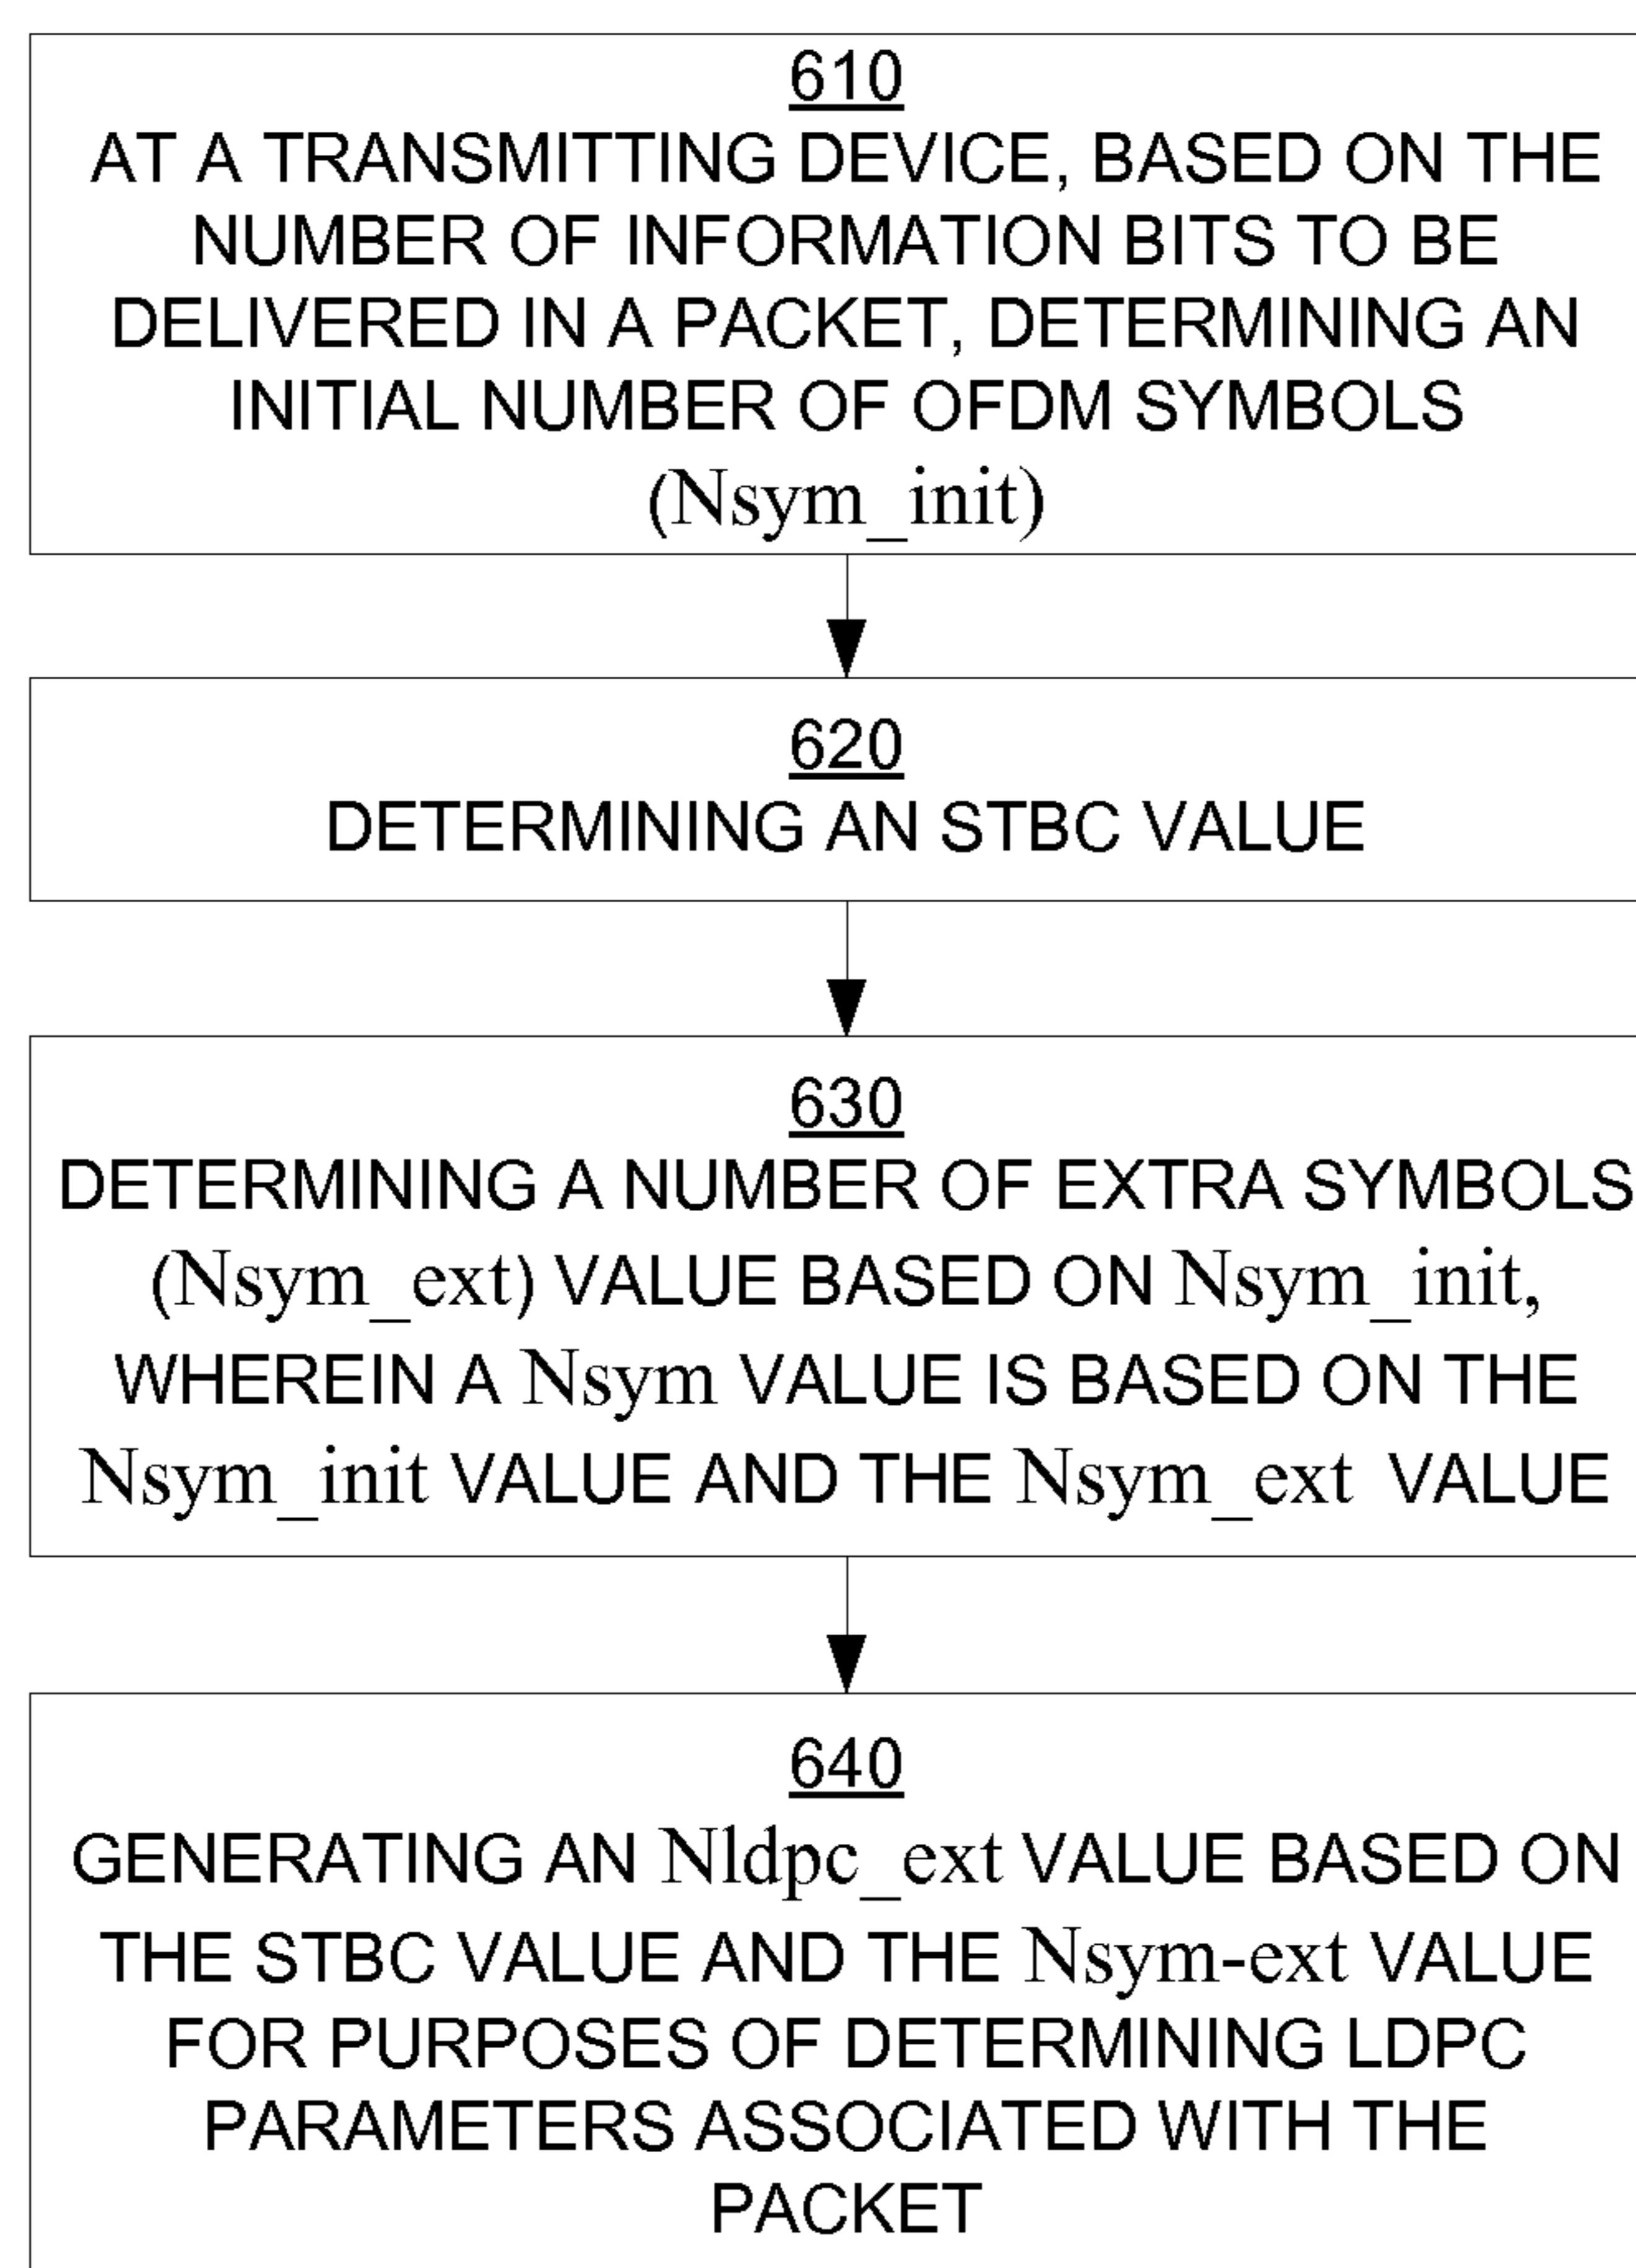 610
AT A TRANSMITTING DEVICE, BASED ON THE
NUMBER OF INFORMATION BITS TO BE
DELIVERED IN A PACKET, DETERMINING AN
INITIAL NUMBER OF OFDM SYMBOLS
(Nsym_init)
620
DETERMINING AN STBC VALUE
630
DETERMINING A NUMBER OF EXTRA SYMBOLS
(Nsym_ext) VALUE BASED ON Nsym_init,
WHEREIN A Nsym VALUE IS BASED ON THE
Nsym_init VALUE AND THE Nsym_ext VALUE
640
GENERATING AN Nldpc_ext VALUE BASED ON
THE STBC VALUE AND THE Nsym-ext VALUE
FOR PURPOSES OF DETERMINING LDPC
PARAMETERS ASSOCIATED WITH THE
PACKET